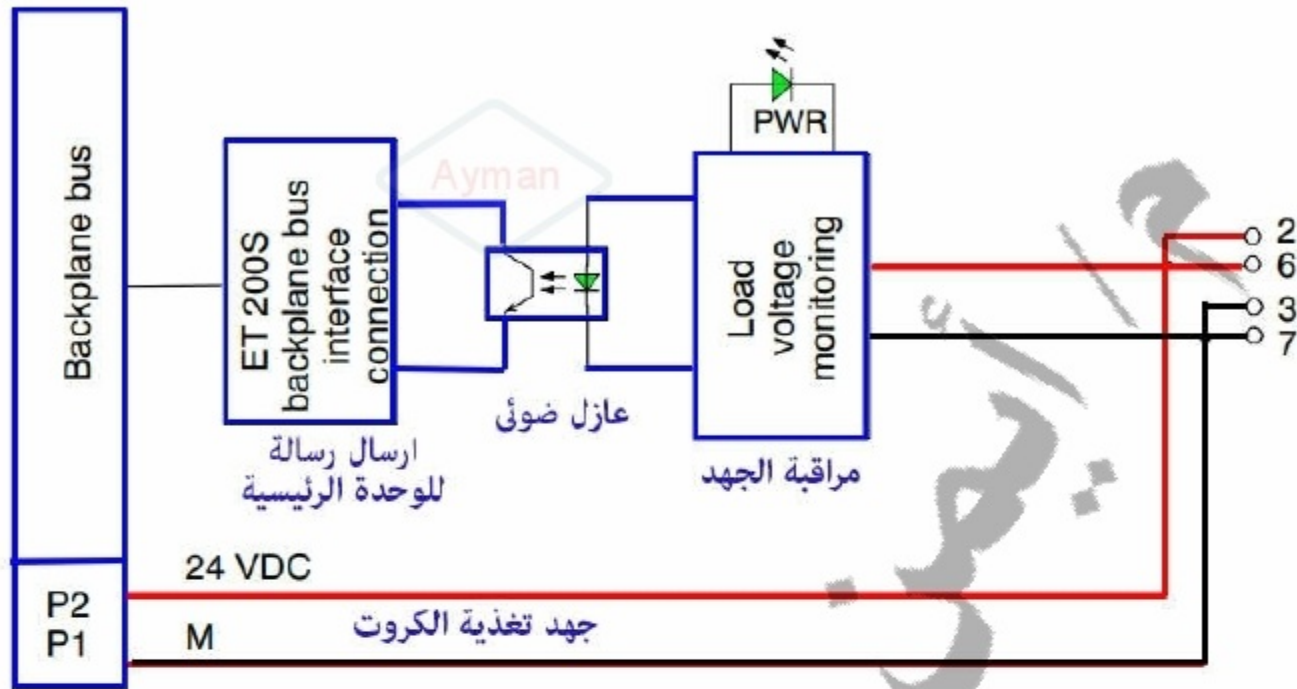 Backplane bus
ET 200S
backplane bus
interface
connection
ارسال رسالة
للوحدة الرئيسية
Ayman
عازل ضوئى
PWR
Load
voltage
monitoring
مراقبة الجهد
2
6
3
7
P2
P1
24 VDC
M
جهد تغذية الكروت
م / أيمن